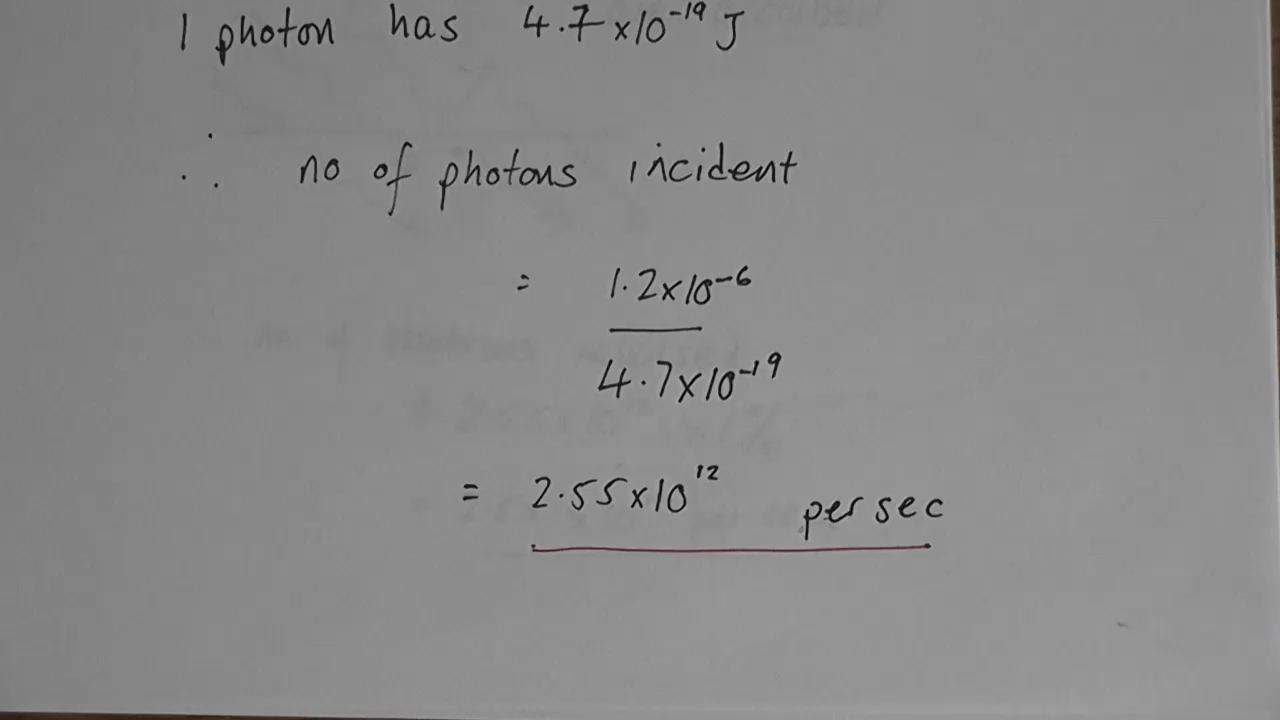 1 photon has 4.7×10⁻¹⁹ J
∴ no of photons incident
= 1.2×10⁻⁶
4.7×10⁻¹⁹
= 2.55×10¹² per sec